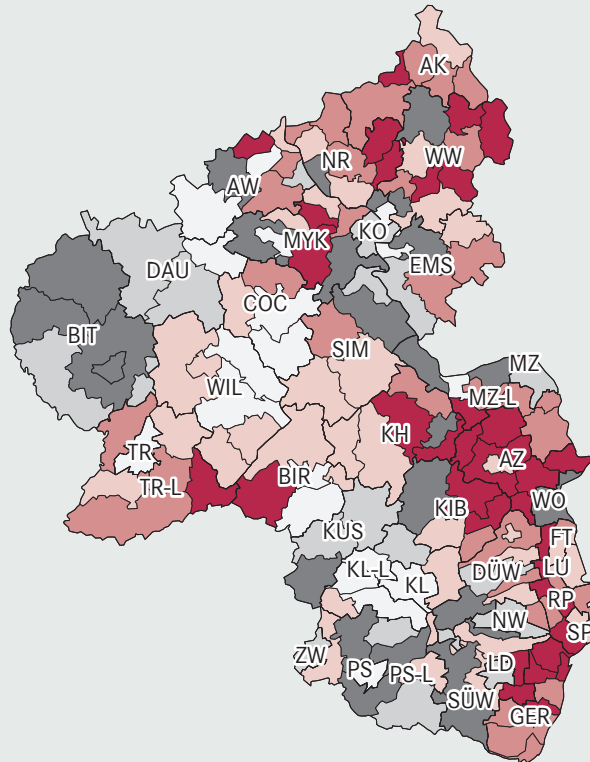 AK
NR
WW
AW
KO
MYK
EMS
DAU
COC
BIT
SIM
MZ
WIL
MZ-L
KH
TR
AZ
BIR
TR-L
WO
KIB
KUS
FT
KL-L
DÜW
LU
KL
RP
NW
SP
ZW
PS
PS-L
LD
SÜW
GER